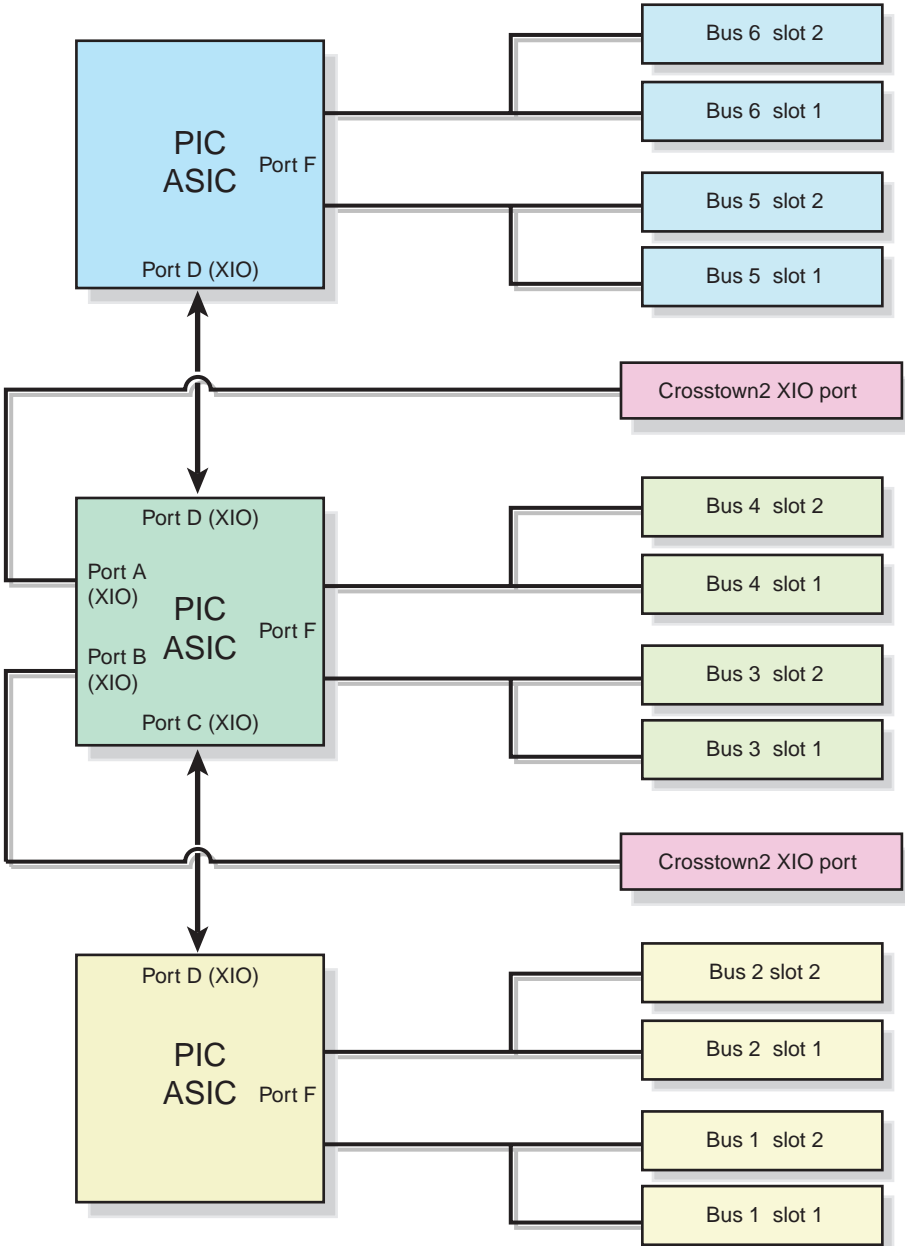 Bus 6 slot 2
PIC
ASIC
Port F
Port D (XIO)
Bus 6 slot 1
Bus 5 slot 2
Bus 5 slot 1
Crosstown2 XIO port
Port D (XIO)
Port A
(XIO)
PIC
ASIC
Port F
Port B
(XIO)
Port C (XIO)
Bus 4 slot 2
Bus 4 slot 1
Bus 3 slot 2
Bus 3 slot 1
Crosstown2 XIO port
Port D (XIO)
PIC
ASIC
Port F
Bus 2 slot 2
Bus 2 slot 1
Bus 1 slot 2
Bus 1 slot 1